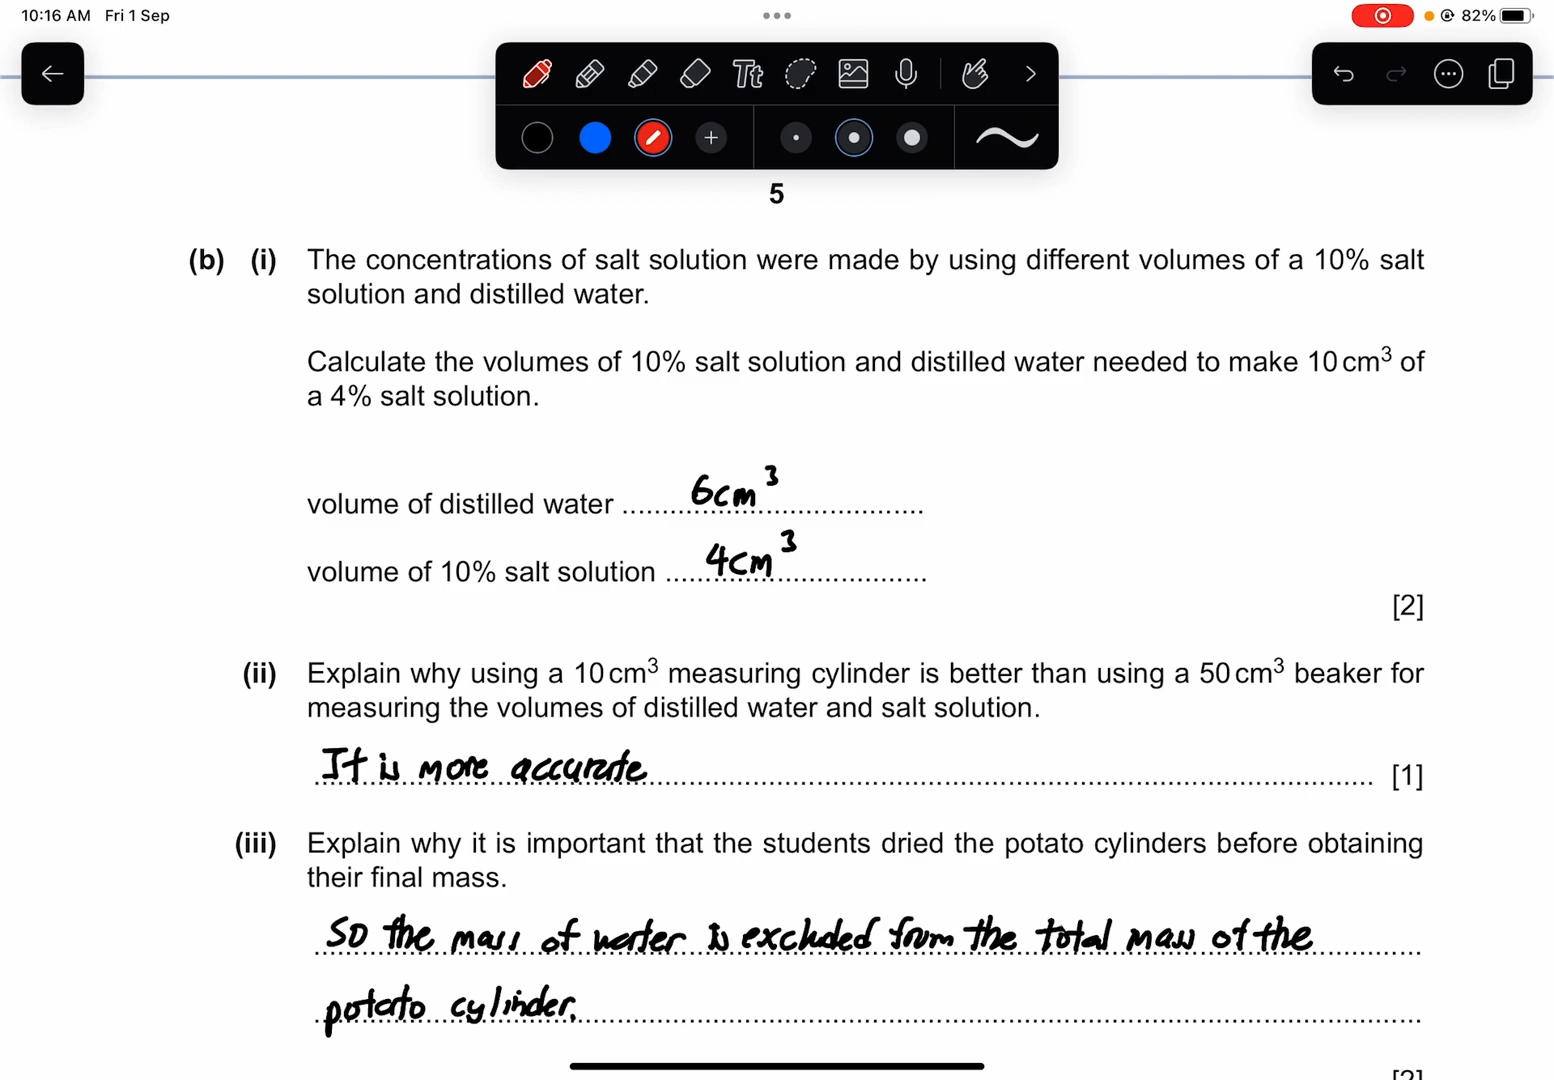 10:16 AM Fri 1 Sep
82%
Tt
5
(b) (i) The concentrations of salt solution were made by using different volumes of a 10% salt
solution and distilled water.
Calculate the volumes of 10% salt solution and distilled water needed to make 10 cm³ of
a 4% salt solution.
volume of distilled water ...... 6cm³ ......
volume of 10% salt solution ...... 4cm³ ......
[2]
(ii) Explain why using a 10 cm³ measuring cylinder is better than using a 50 cm³ beaker for
measuring the volumes of distilled water and salt solution.
It is more accurate ...... [1]
(iii) Explain why it is important that the students dried the potato cylinders before obtaining
their final mass.
So the mass of water is excluded from the total mass of the
potato cylinder.